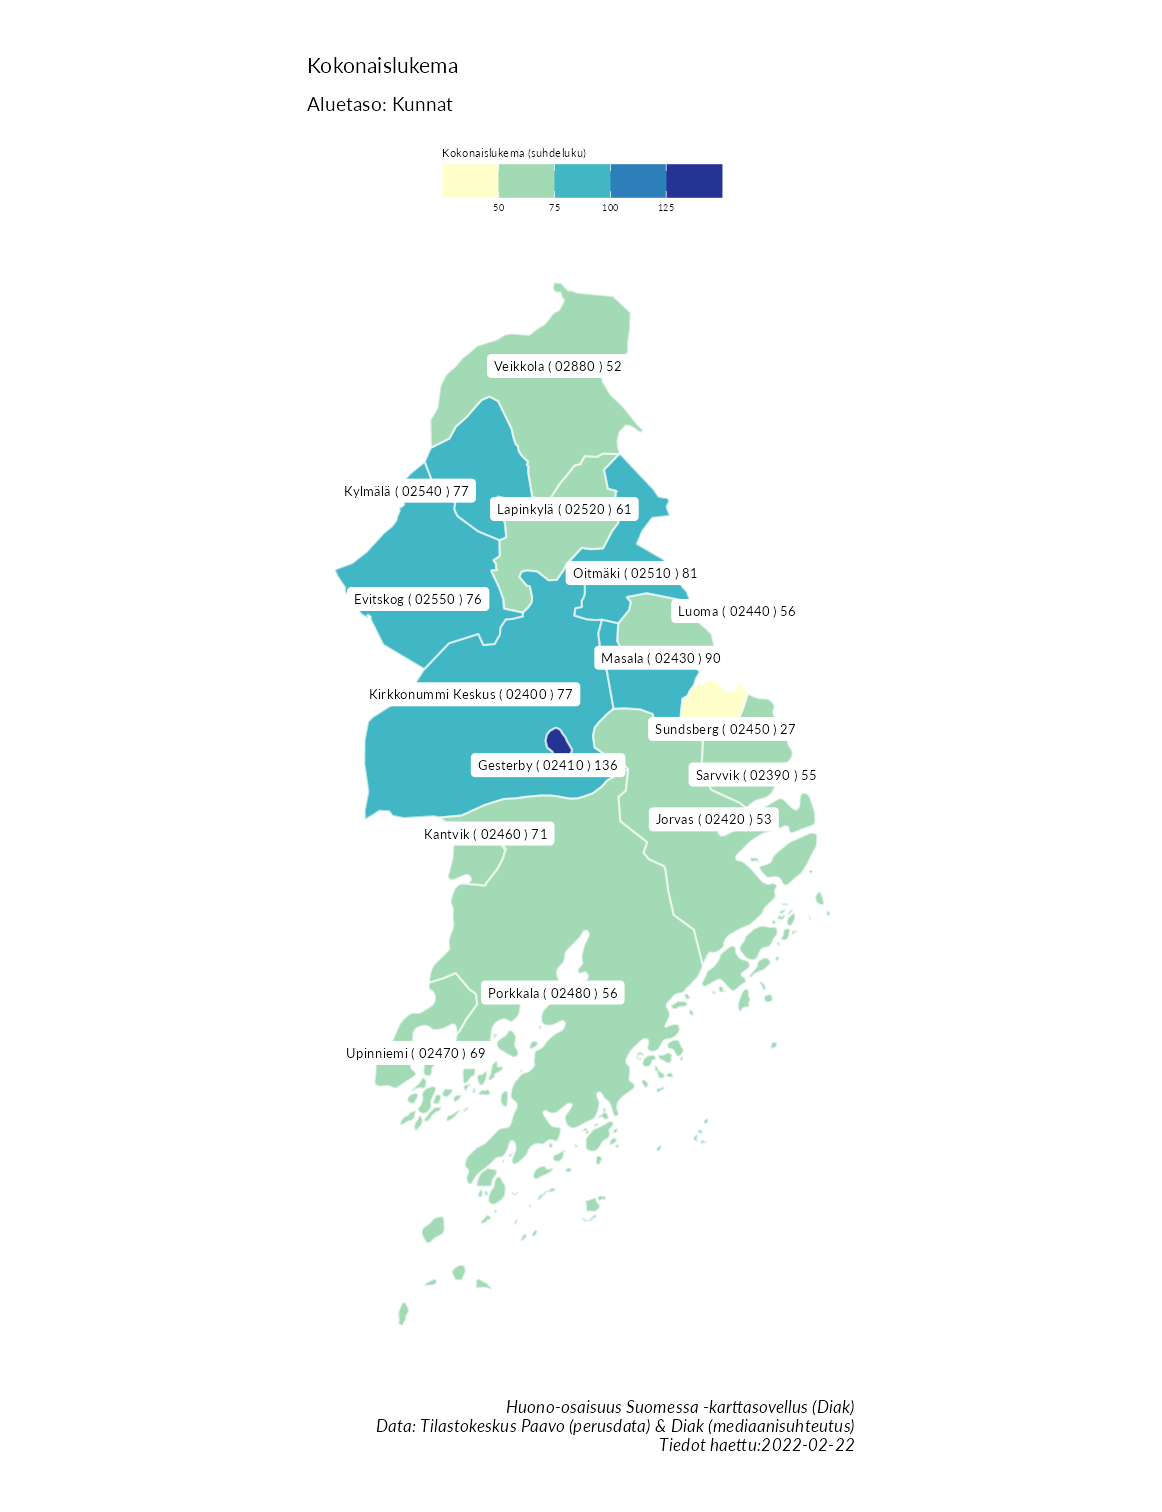 Kokonaislukema
Aluetaso: Kunnat
Kokonaislukema (suhdeluku)
50 75 100 125
Veikkola ( 02880 ) 52
Kylmälä ( 02540 ) 77
Lapinkylä ( 02520 ) 61
Oitmäki ( 02510 ) 81
Evitskog ( 02550 ) 76
Luoma ( 02440 ) 56
Masala ( 02430 ) 90
Kirkkonummi Keskus ( 02400 ) 77
Sundsberg ( 02450 ) 27
Gesterby ( 02410 ) 136
Sarvvik ( 02390 ) 55
Jorvas ( 02420 ) 53
Kantvik ( 02460 ) 71
Porkkala ( 02480 ) 56
Upinniemi ( 02470 ) 69
Huono-osaisuus Suomessa -karttasovellus (Diak)
Data: Tilastokeskus Paavo (perusdata) & Diak (mediaanisuhteutus)
Tiedot haettu:2022-02-22